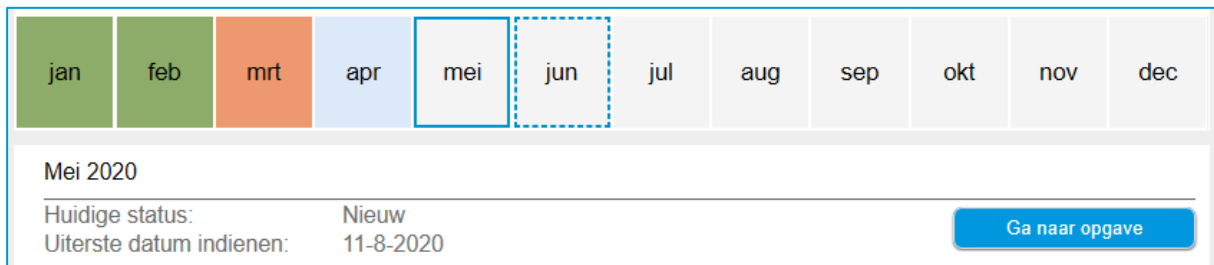 jan feb mrt apr mei jun jul aug sep okt nov dec
Mei 2020
Huidige status: Nieuw
Uiterste datum indienen: 11-8-2020
Ga naar opgave